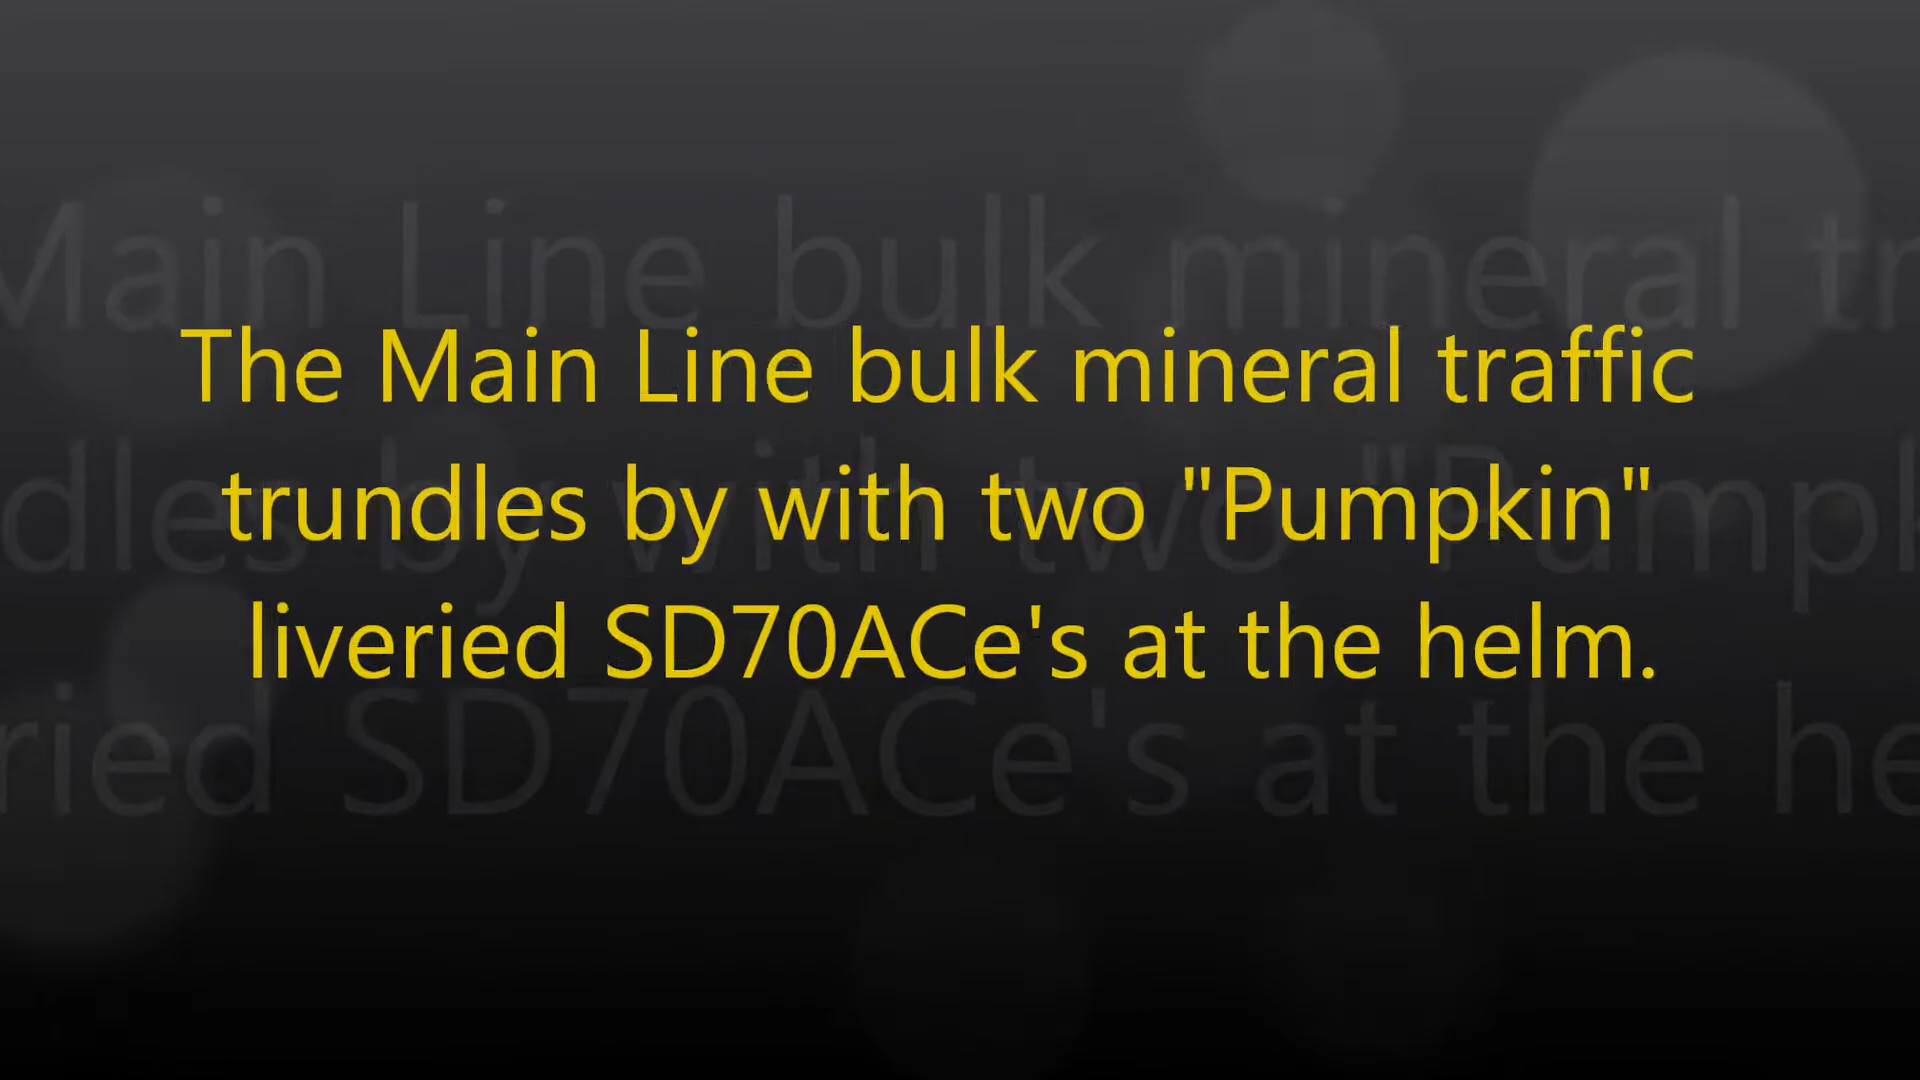 The Main Line bulk mineral traffic
trundles by with two "Pumpkin"
liveried SD70ACe's at the helm.